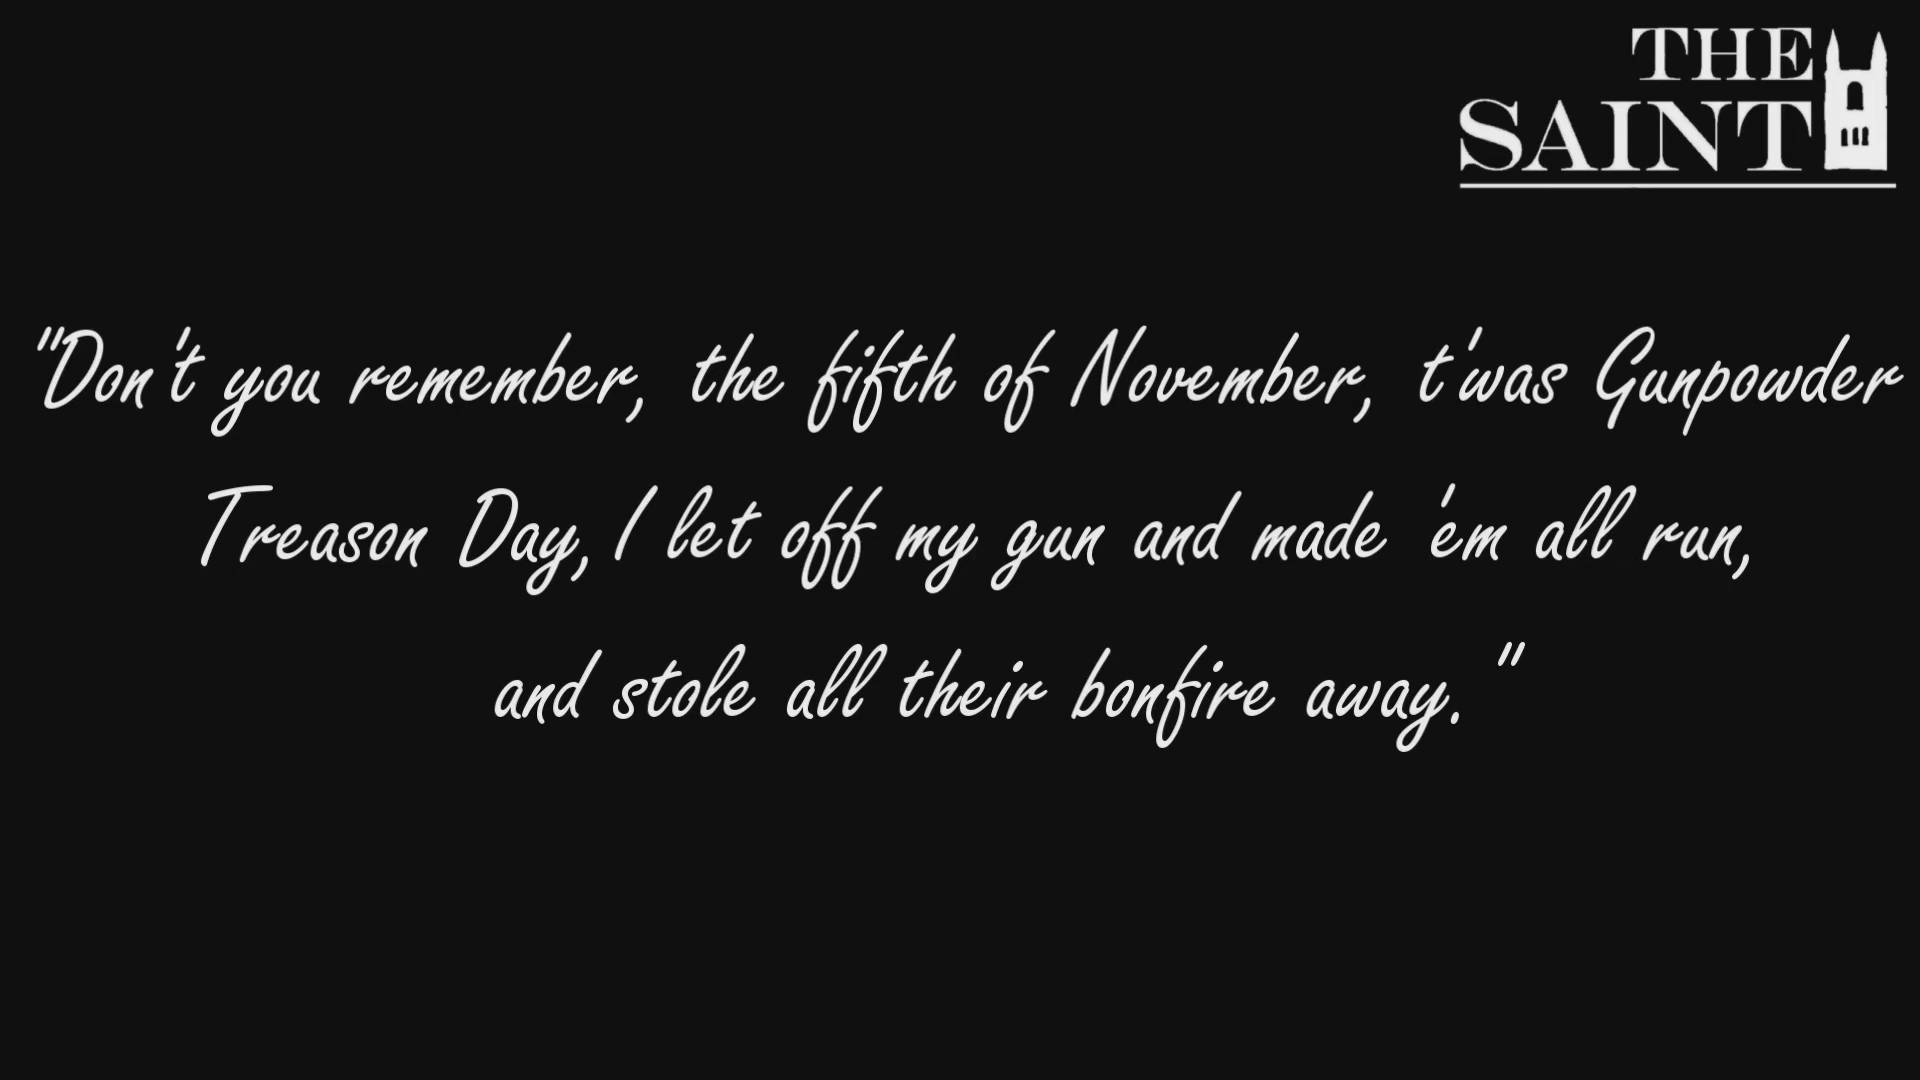 THE
SAINT
"Don't you remember, the fifth of November, t'was Gunpowder
Treason Day, I let off my gun and made 'em all run,
and stole all their bonfire away."